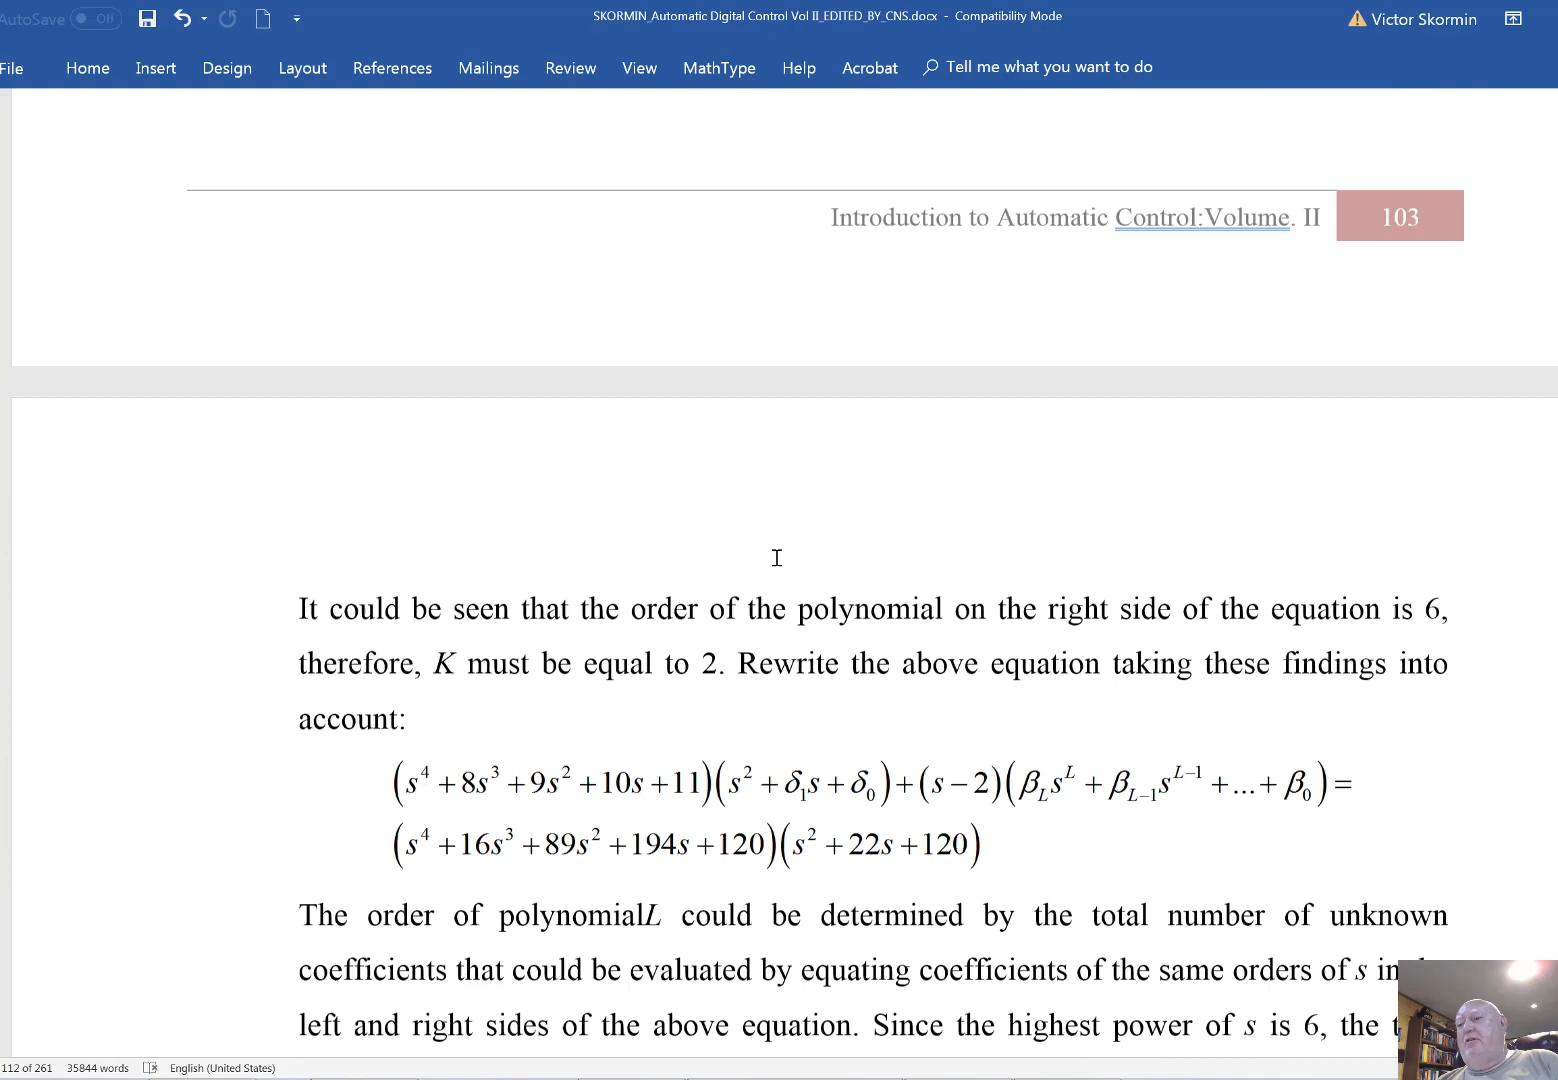 AutoSave Off SKORMIN_Automatic Digital Control Vol II_EDITED_BY_CNS.docx - Compatibility Mode Victor Skormin
File Home Insert Design Layout References Mailings Review View MathType Help Acrobat Tell me what you want to do
Introduction to Automatic Control:Volume. II 103
It could be seen that the order of the polynomial on the right side of the equation is 6,
therefore, K must be equal to 2. Rewrite the above equation taking these findings into
account:
(s⁴ + 8s³ + 9s² + 10s + 11)(s² + δ₁s + δ₀) + (s − 2)(β_L s^L + β_{L−1} s^{L−1} + ... + β₀) =
(s⁴ + 16s³ + 89s² + 194s + 120)(s² + 22s + 120)
The order of polynomialL could be determined by the total number of unknown
coefficients that could be evaluated by equating coefficients of the same orders of s in
left and right sides of the above equation. Since the highest power of s is 6, the
112 of 261 35844 words English (United States)